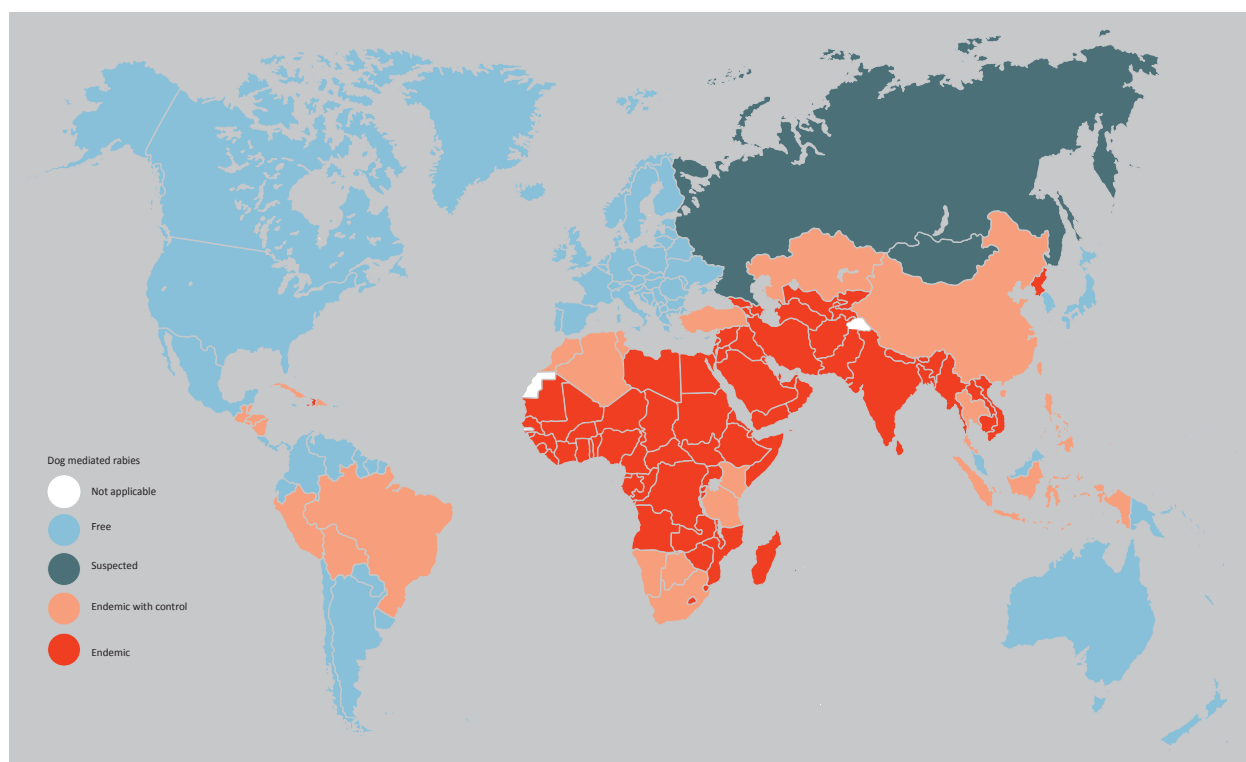 Dog mediated rabies
Not applicable
Free
Suspected
Endemic with control
Endemic